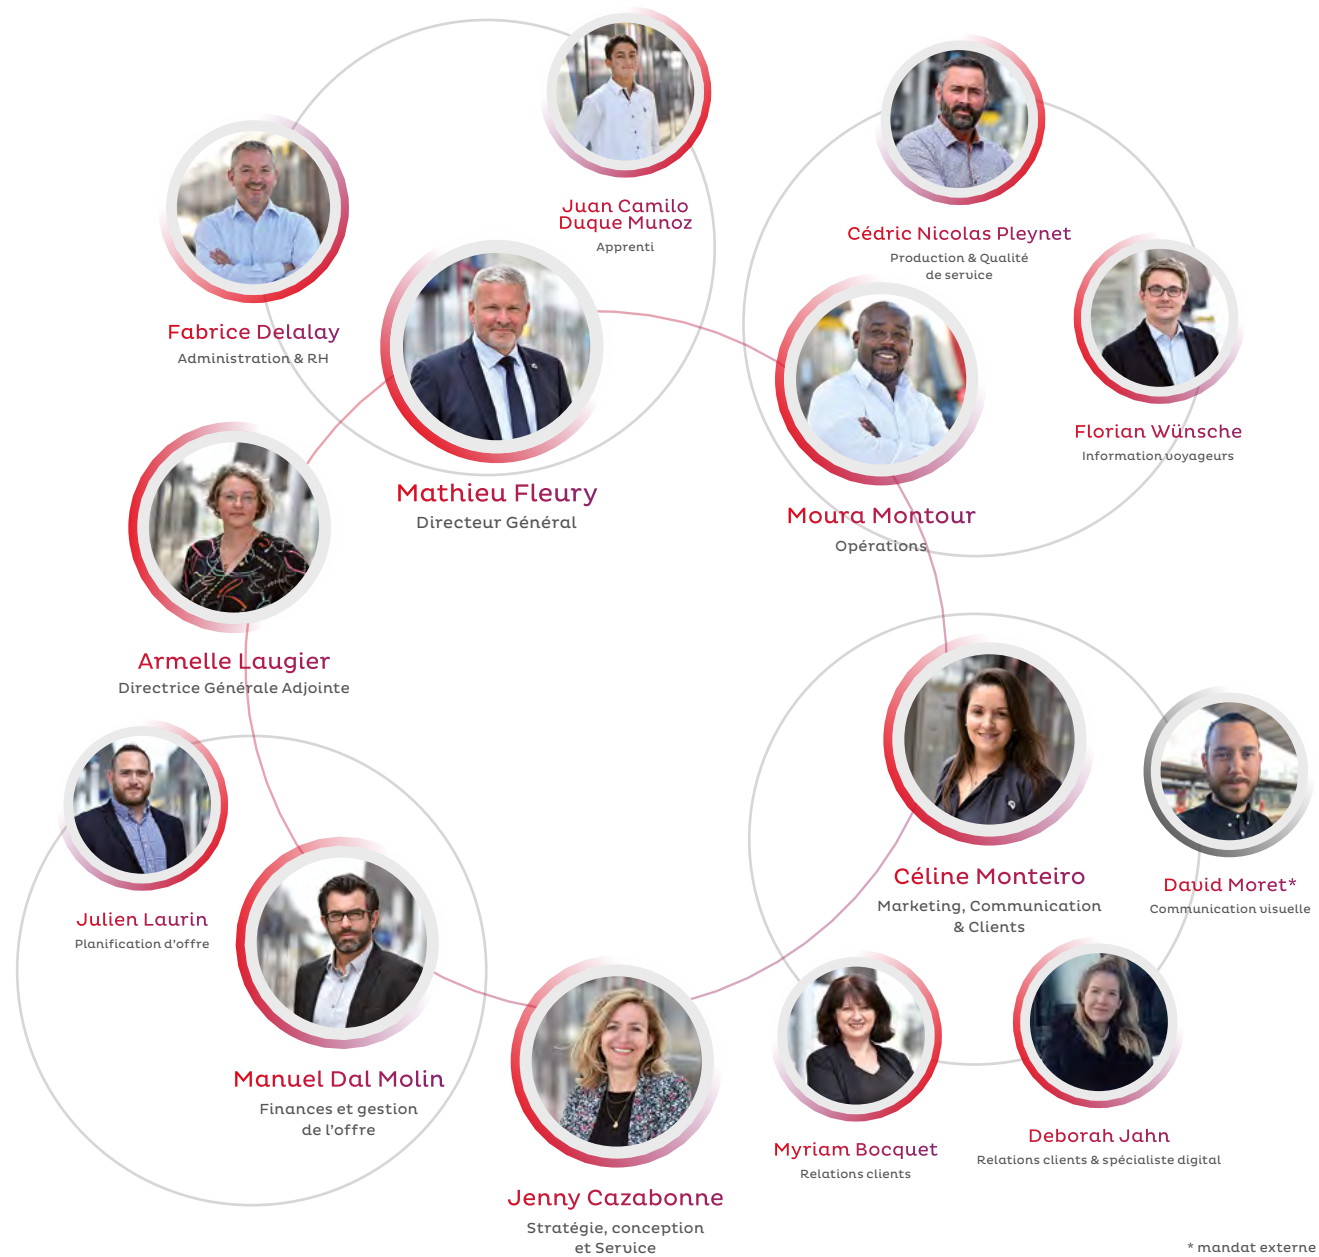 Juan Camilo
Duque Munoz
Apprenti
Cédric Nicolas Pleynet
Production & Qualité
de service
Fabrice Delalay
Administration & RH
Florian Wünsche
Information voyageurs
Mathieu Fleury
Directeur Général
Moura Montour
Opérations
Armelle Laugier
Directrice Générale Adjointe
Céline Monteiro
Marketing, Communication
& Clients
David Moret*
Communication visuelle
Julien Laurin
Planification d'offre
Manuel Dal Molin
Finances et gestion
de l'offre
Myriam Bocquet
Relations clients
Deborah Jahn
Relations clients & spécialiste digital
Jenny Cazabonne
Stratégie, conception
et Service
* mandat externe